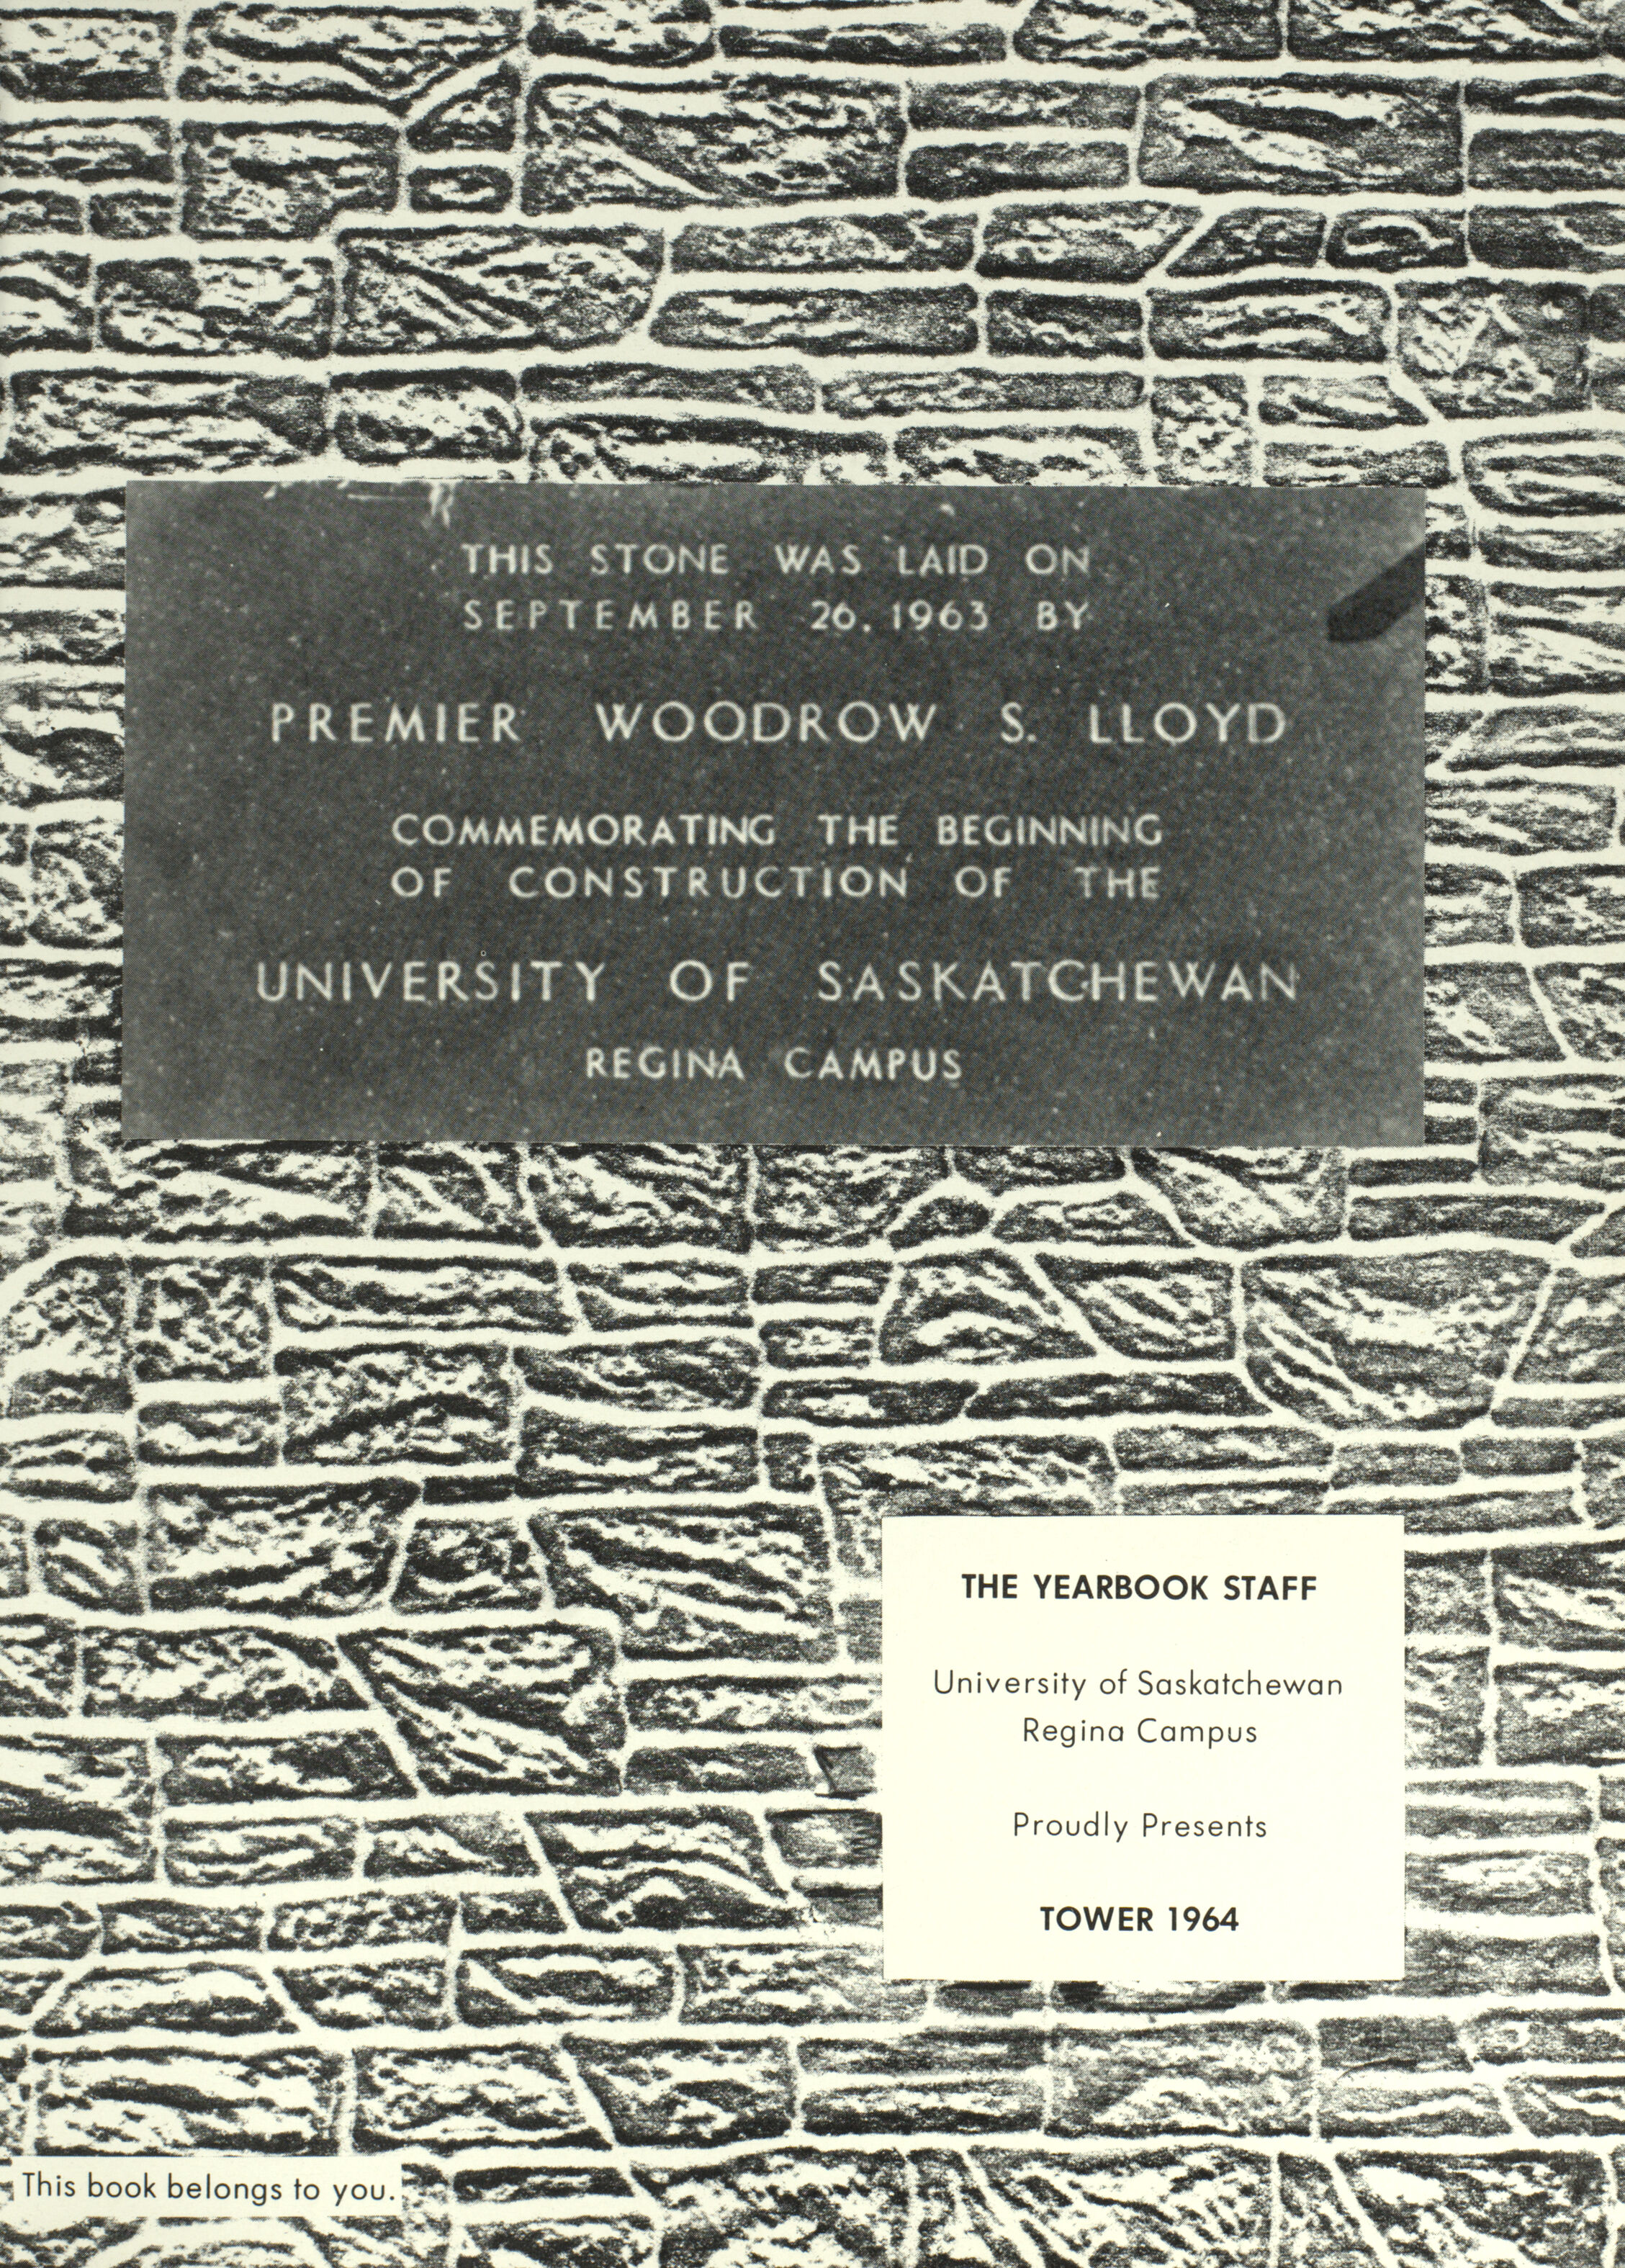 THIS STONE WAS LAID ON
SEPTEMBER 26. 1963 BY
PREMIER WOODROW S. LLOYD
COMMEMORATING THE BEGINNING
OF CONSTRUCTION OF THE
UNIVERSITY OF SASKATCHEWAN
REGINA CAMPUS
THE YEARBOOK STAFF
University of Saskatchewan
Regina Campus
Proudly Presents
TOWER 1964
This book belongs to you.